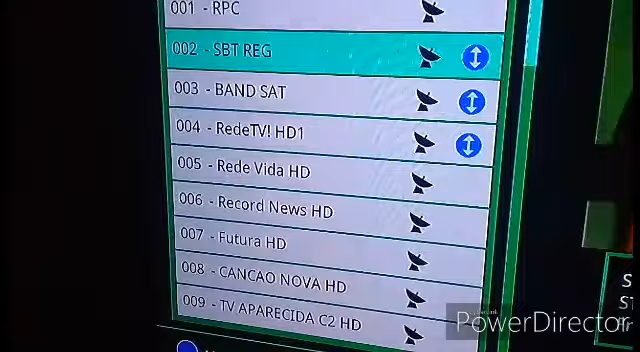 001 - RPC
002 - SBT REG
003 - BAND SAT
004 - RedeTV! HD1
005 - Rede Vida HD
006 - Record News HD
007 - Futura HD
008 - CANCAO NOVA HD
009 - TV APARECIDA C2 HD
PowerDirector